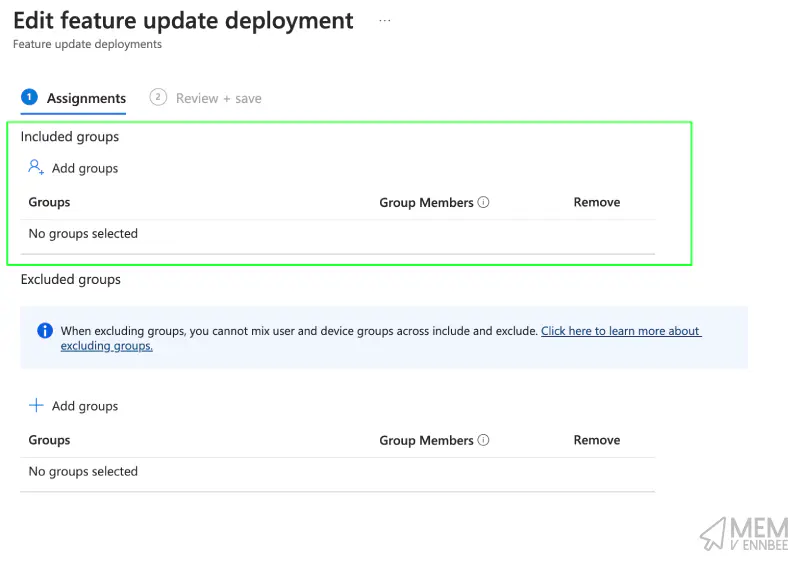 Edit feature update deployment ...
Feature update deployments
1 Assignments 2 Review + save
Included groups
Add groups
Groups Group Members Remove
No groups selected
Excluded groups
When excluding groups, you cannot mix user and device groups across include and exclude. Click here to learn more about
excluding groups.
Add groups
Groups Group Members Remove
No groups selected
MEM
V ENNBEE